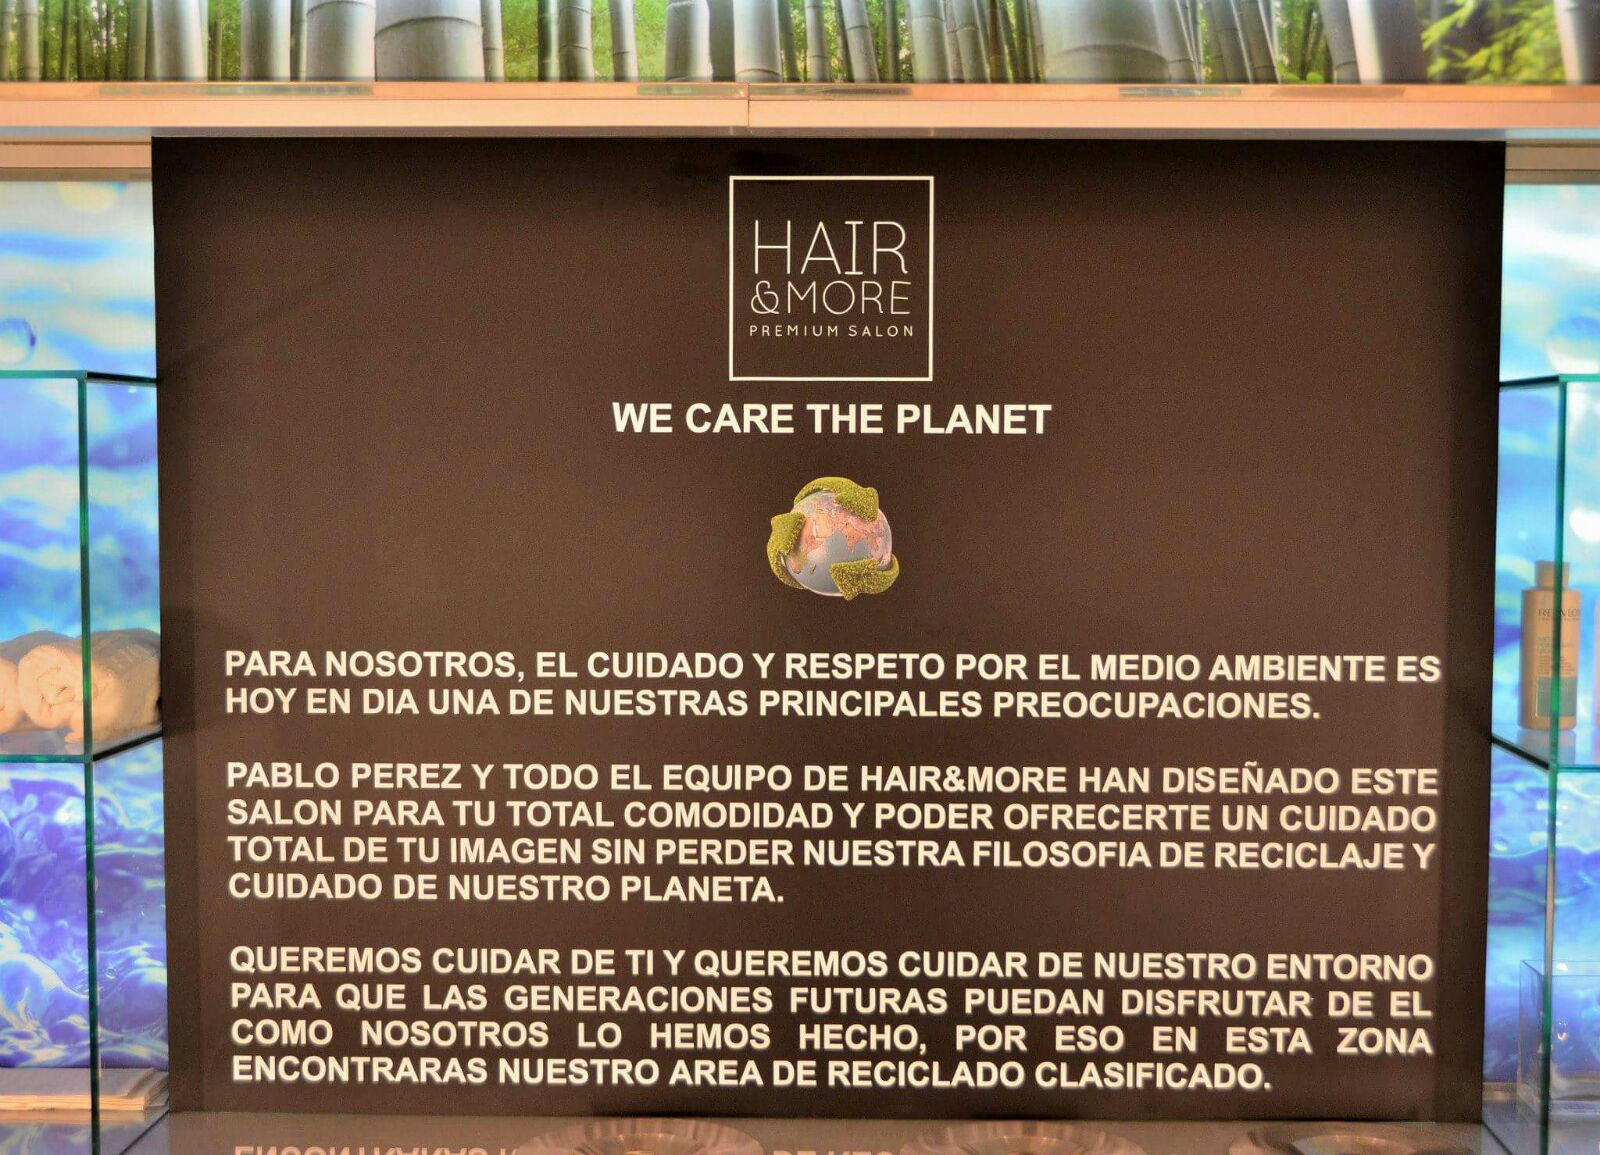 HAIR
&MORE
PREMIUM SALON
WE CARE THE PLANET
PARA NOSOTROS, EL CUIDADO Y RESPETO POR EL MEDIO AMBIENTE ES
HOY EN DIA UNA DE NUESTRAS PRINCIPALES PREOCUPACIONES.
PABLO PEREZ Y TODO EL EQUIPO DE HAIR&MORE HAN DISEÑADO ESTE
SALON PARA TU TOTAL COMODIDAD Y PODER OFRECERTE UN CUIDADO
TOTAL DE TU IMAGEN SIN PERDER NUESTRA FILOSOFIA DE RECICLAJE Y
CUIDADO DE NUESTRO PLANETA.
QUEREMOS CUIDAR DE TI Y QUEREMOS CUIDAR DE NUESTRO ENTORNO
PARA QUE LAS GENERACIONES FUTURAS PUEDAN DISFRUTAR DE EL
COMO NOSOTROS LO HEMOS HECHO, POR ESO EN ESTA ZONA
ENCONTRARAS NUESTRO AREA DE RECICLADO CLASIFICADO.
REVLON